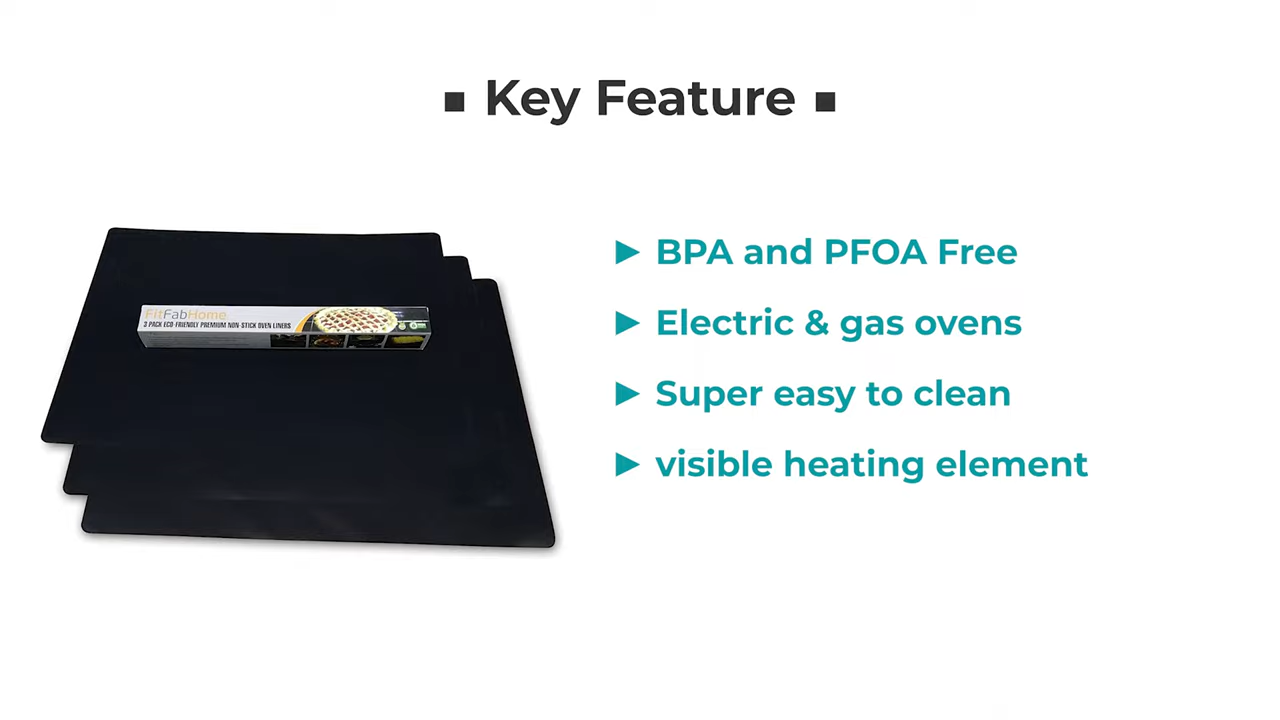 ▪ Key Feature ▪
FitFabHome
3 PACK ECO-FRIENDLY PREMIUM NON-STICK OVEN LINERS
► BPA and PFOA Free
► Electric & gas ovens
► Super easy to clean
► visible heating element